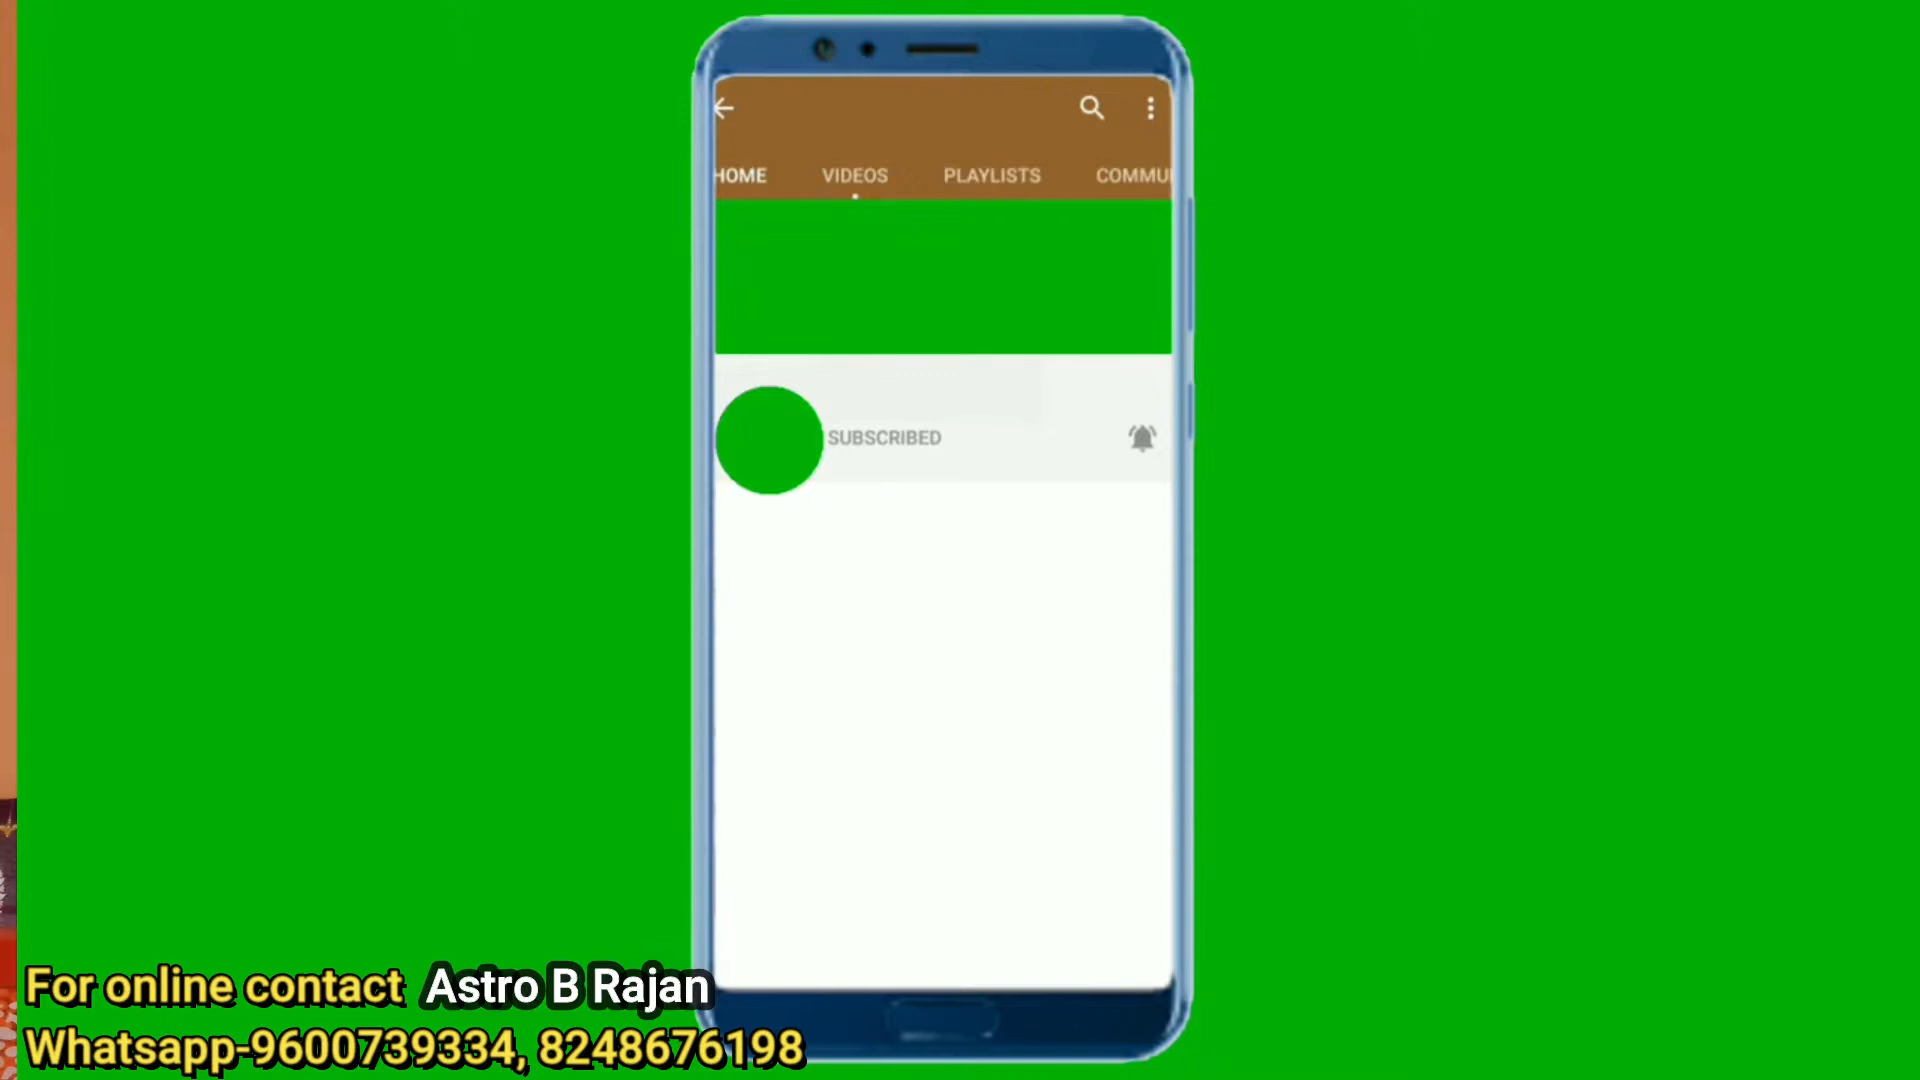 HOME VIDEOS PLAYLISTS COMMU
SUBSCRIBED
For online contact Astro B Rajan
Whatsapp-9600739334, 8248676198